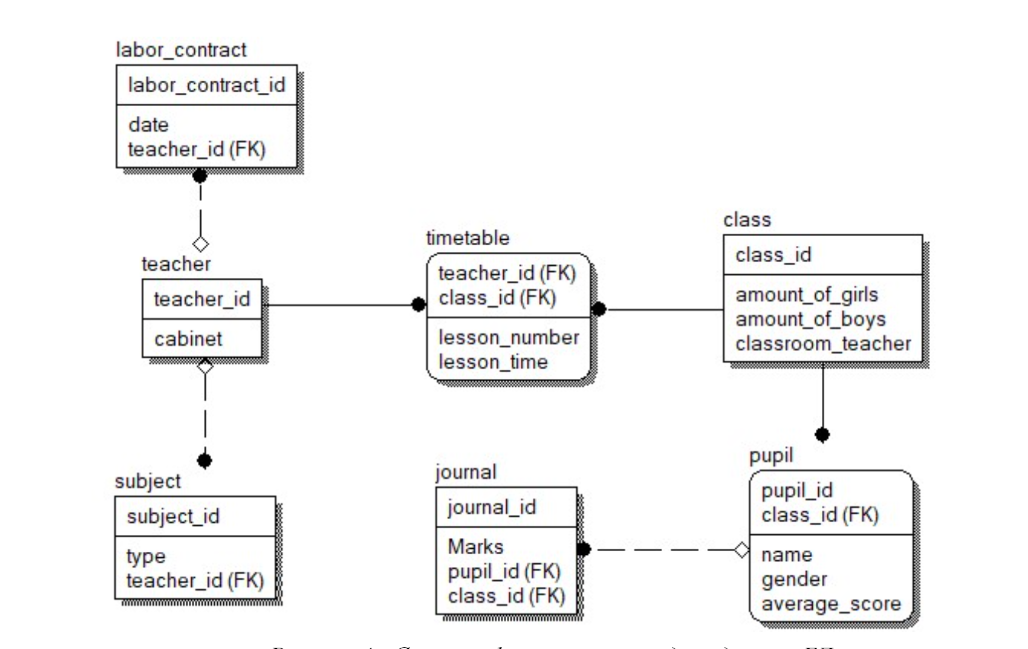 labor_contract
labor_contract_id
date
teacher_id (FK)
teacher
teacher_id
cabinet
subject
subject_id
type
teacher_id (FK)
timetable
teacher_id (FK)
class_id (FK)
lesson_number
lesson_time
class
class_id
amount_of_girls
amount_of_boys
classroom_teacher
journal
journal_id
Marks
pupil_id (FK)
class_id (FK)
pupil
pupil_id
class_id (FK)
name
gender
average_score